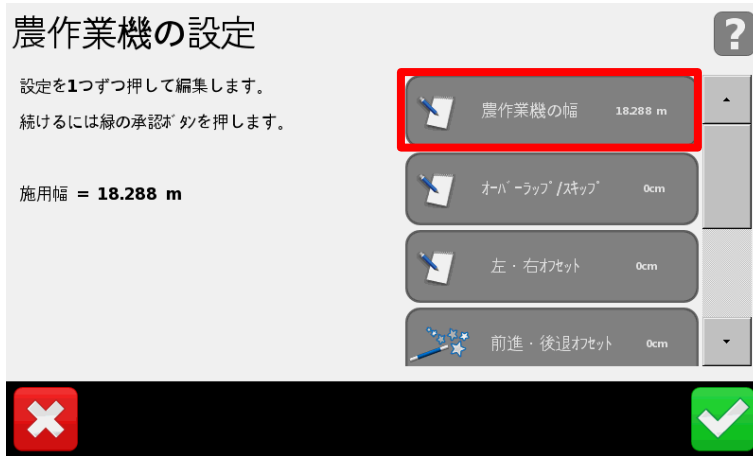 農作業機の設定
?
設定を1つずつ押して編集します。
続けるには緑の承認ﾎﾞﾀﾝを押します。
施用幅 = 18.288 m
農作業機の幅 18.288 m
ｵｰﾊﾞｰﾗｯﾌﾟ/ｽｷｯﾌﾟ 0cm
左・右ｵﾌｾｯﾄ 0cm
前進・後退ｵﾌｾｯﾄ 0cm